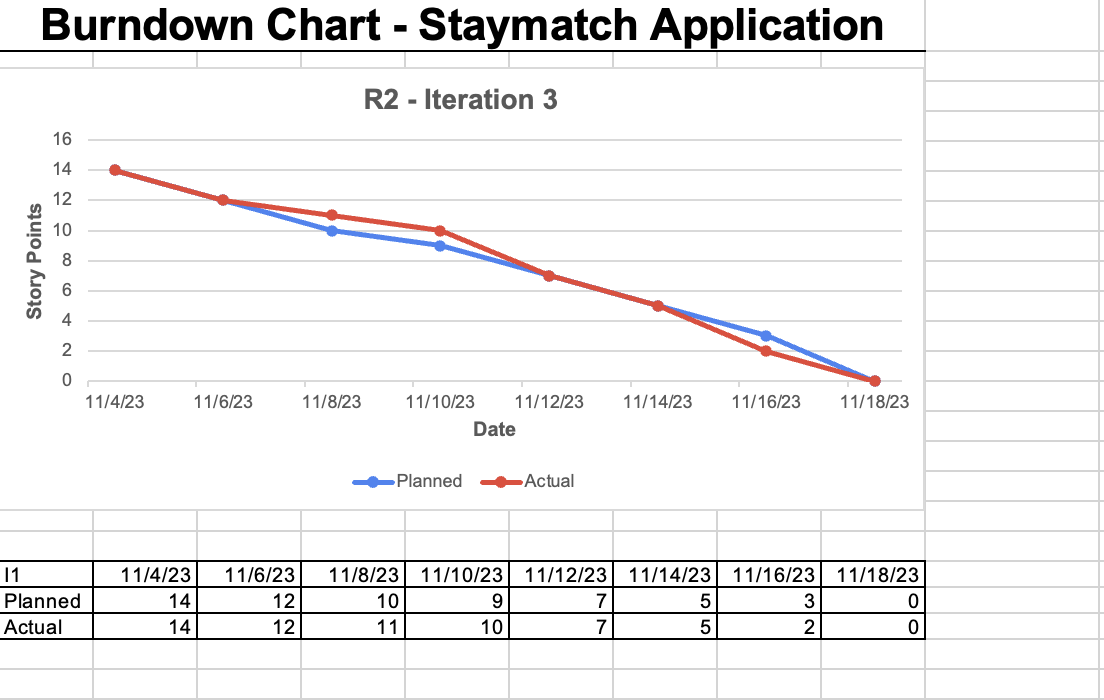 Burndown Chart - Staymatch Application
R2 - Iteration 3
16
14
12
10
8
6
4
2
0
Story Points
11/4/23 11/6/23 11/8/23 11/10/23 11/12/23 11/14/23 11/16/23 11/18/23
Date
Planned Actual
I1 11/4/23 11/6/23 11/8/23 11/10/23 11/12/23 11/14/23 11/16/23 11/18/23
Planned 14 12 10 9 7 5 3 0
Actual 14 12 11 10 7 5 2 0